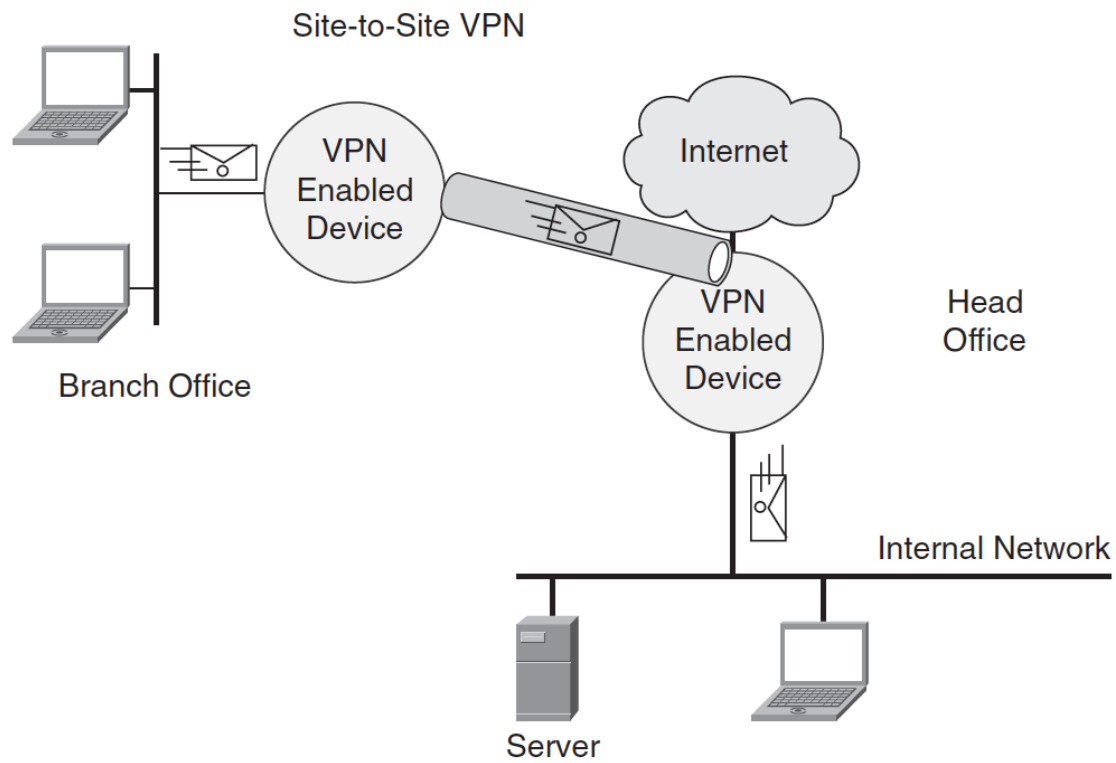 Site-to-Site VPN
VPN
Enabled
Device
Internet
VPN
Enabled
Device
Head
Office
Branch Office
Internal Network
Server